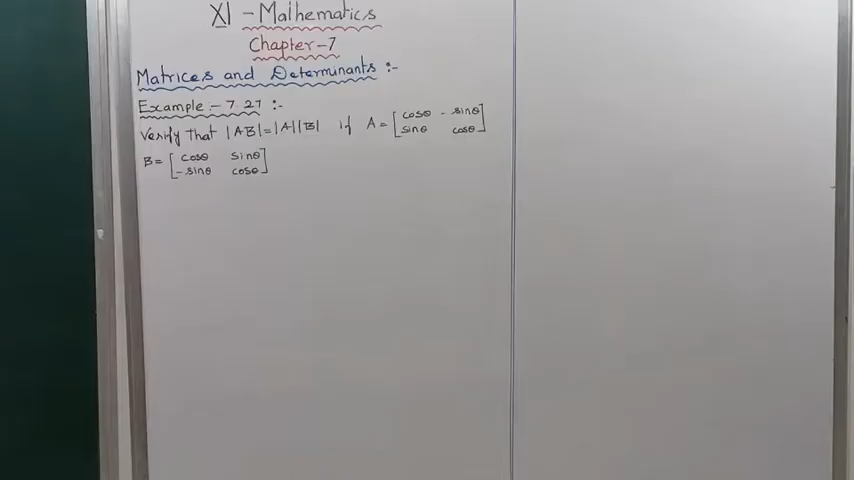 XI - Mathematics
Chapter-7
Matrices and Determinants :-
Example :- 7.27 :-
Verify that |AB|=|A||B| if A = [cosθ - sinθ
sinθ cosθ]
B = [cosθ sinθ
-sinθ cosθ]